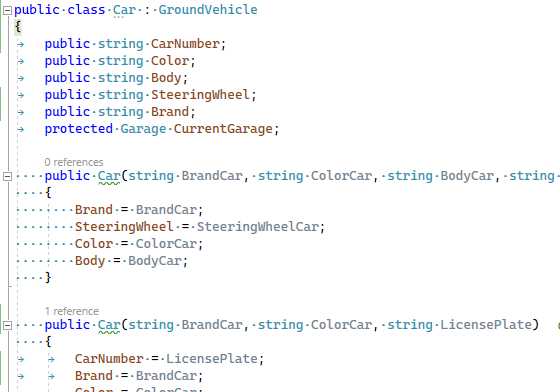 public class Car : GroundVehicle
{
public string CarNumber;
public string Color;
public string Body;
public string SteeringWheel;
public string Brand;
protected Garage CurrentGarage;
0 references
public Car(string BrandCar, string ColorCar, string BodyCar, string
{
Brand = BrandCar;
SteeringWheel = SteeringWheelCar;
Color = ColorCar;
Body = BodyCar;
}
1 reference
public Car(string BrandCar, string ColorCar, string LicensePlate)
{
CarNumber = LicensePlate;
Brand = BrandCar;
Color = ColorCar;